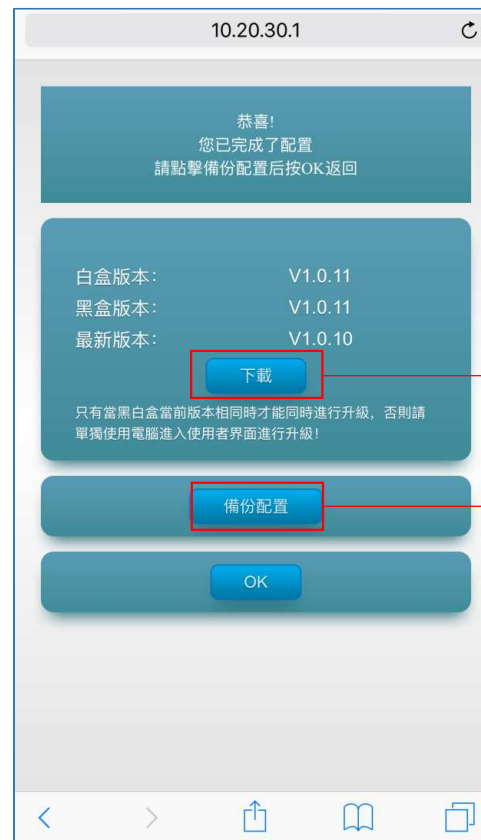 10.20.30.1
恭喜!
您已完成了配置
請點擊備份配置后按OK返回
白盒版本： V1.0.11
黑盒版本： V1.0.11
最新版本： V1.0.10
下載
只有當黑白盒當前版本相同時才能同時進行升級，否則請
單獨使用電腦進入使用者界面進行升級！
備份配置
OK